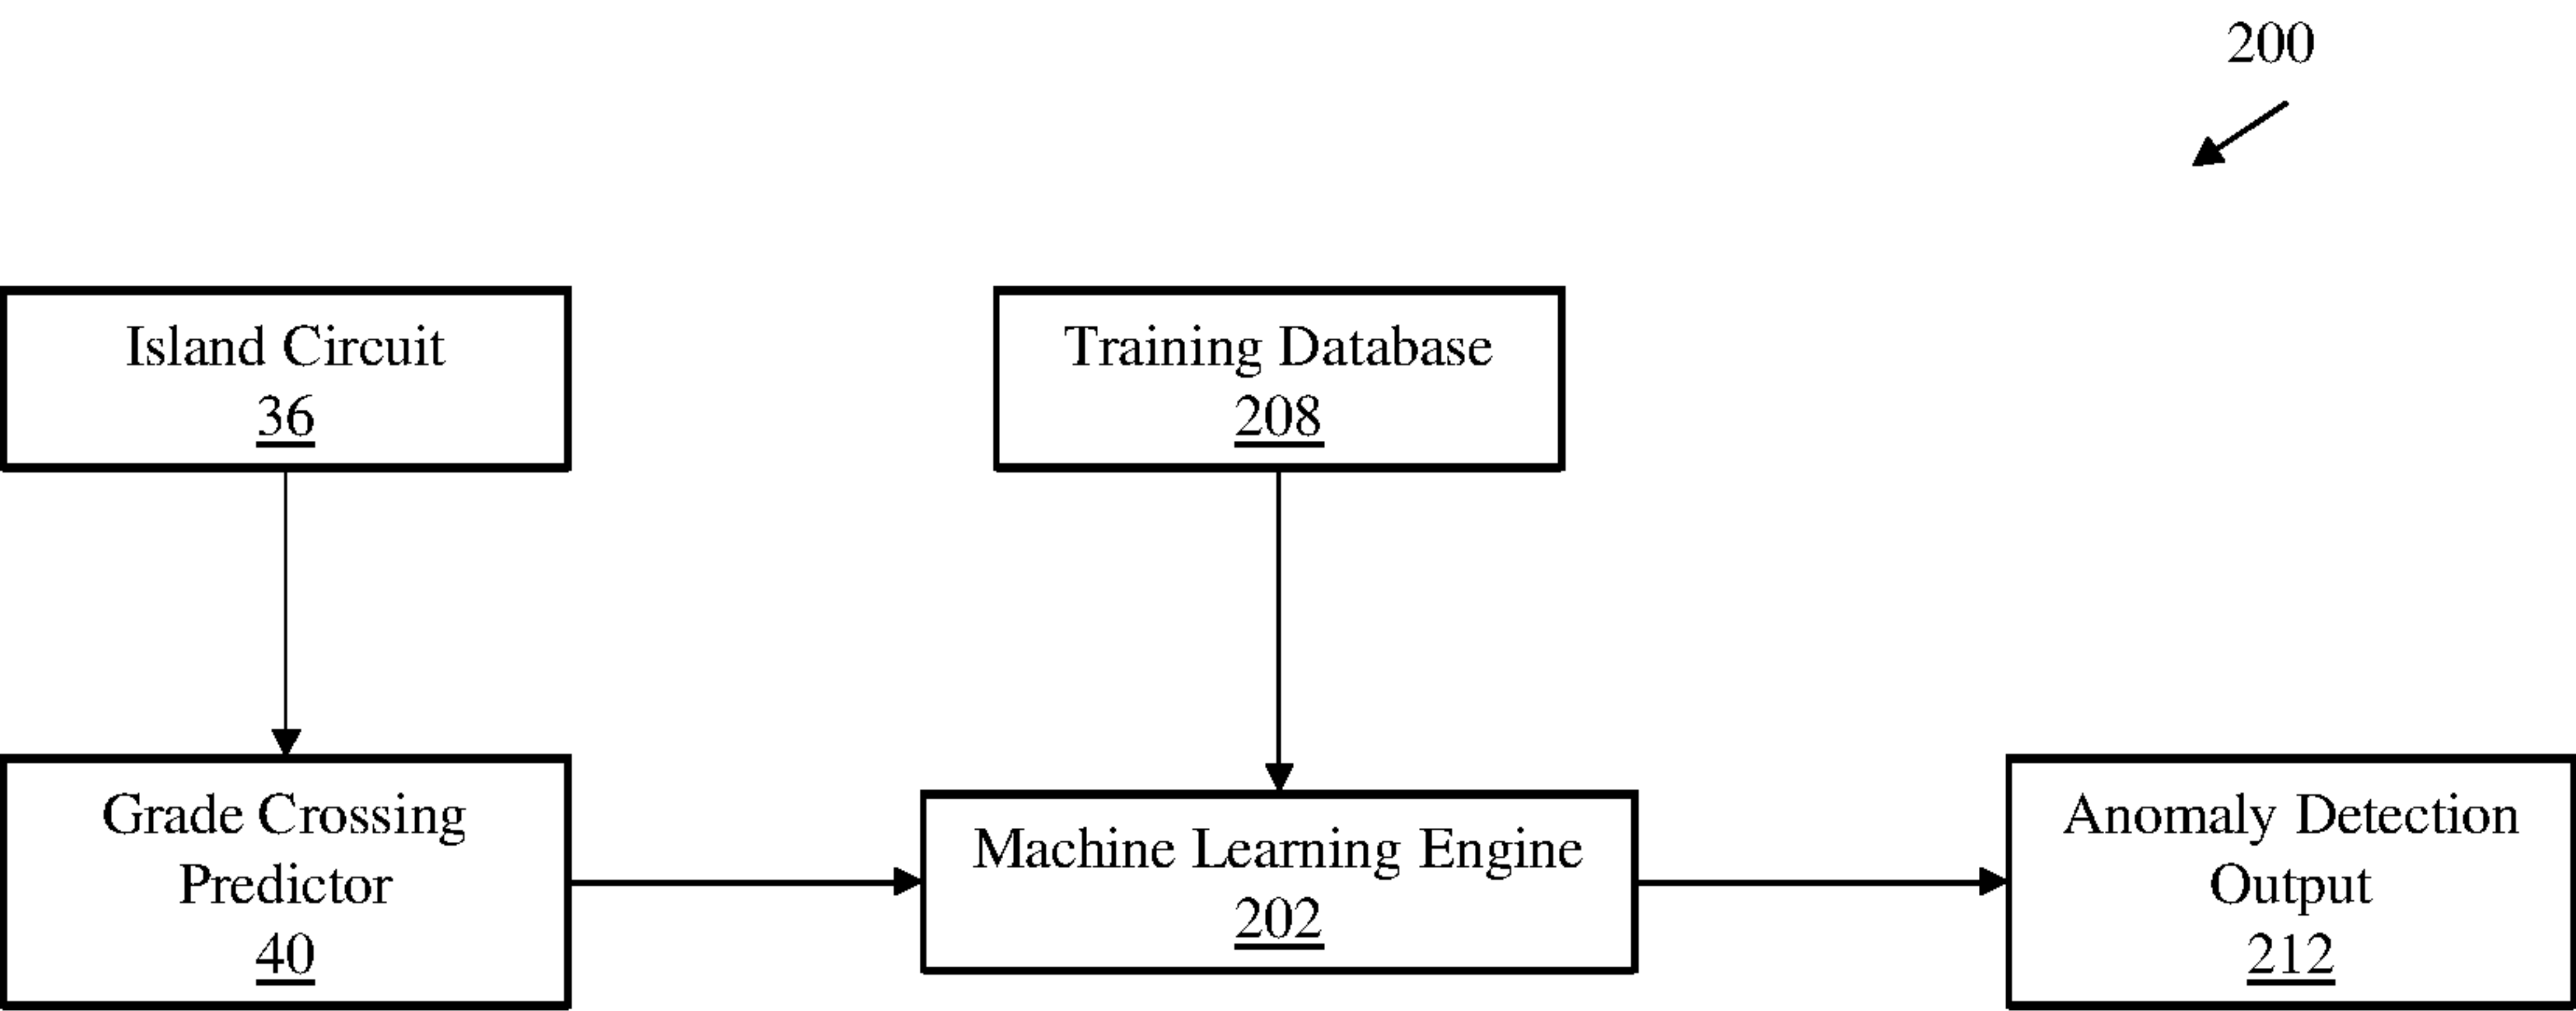 200
Island Circuit
36
Training Database
208
Grade Crossing
Predictor
40
Machine Learning Engine
202
Anomaly Detection
Output
212